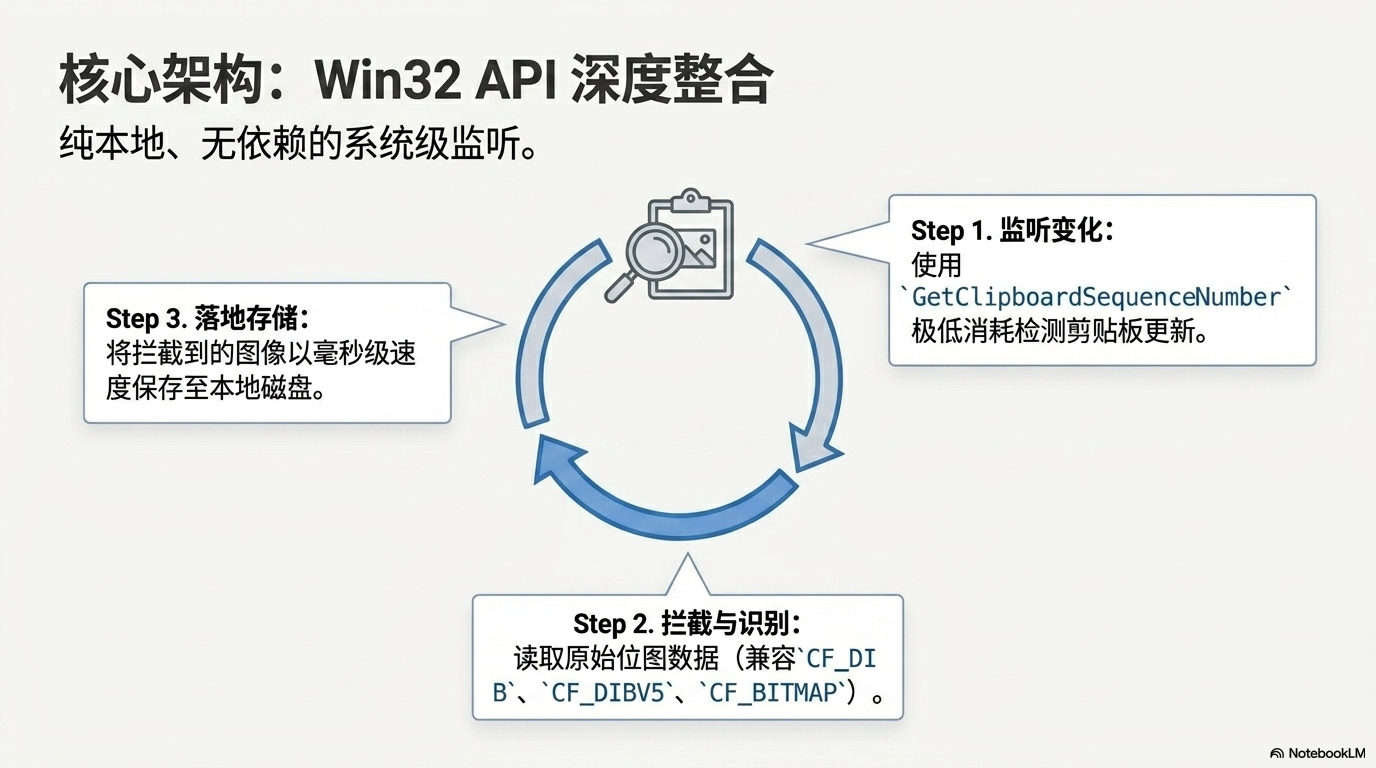 核心架构：Win32 API 深度整合
纯本地、无依赖的系统级监听。
Step 1. 监听变化：
使用
`GetClipboardSequenceNumber`
极低消耗检测剪贴板更新。
Step 2. 拦截与识别：
读取原始位图数据（兼容`CF_DI
B`、`CF_DIBV5`、`CF_BITMAP`）。
Step 3. 落地存储：
将拦截到的图像以毫秒级速
度保存至本地磁盘。
NotebookLM